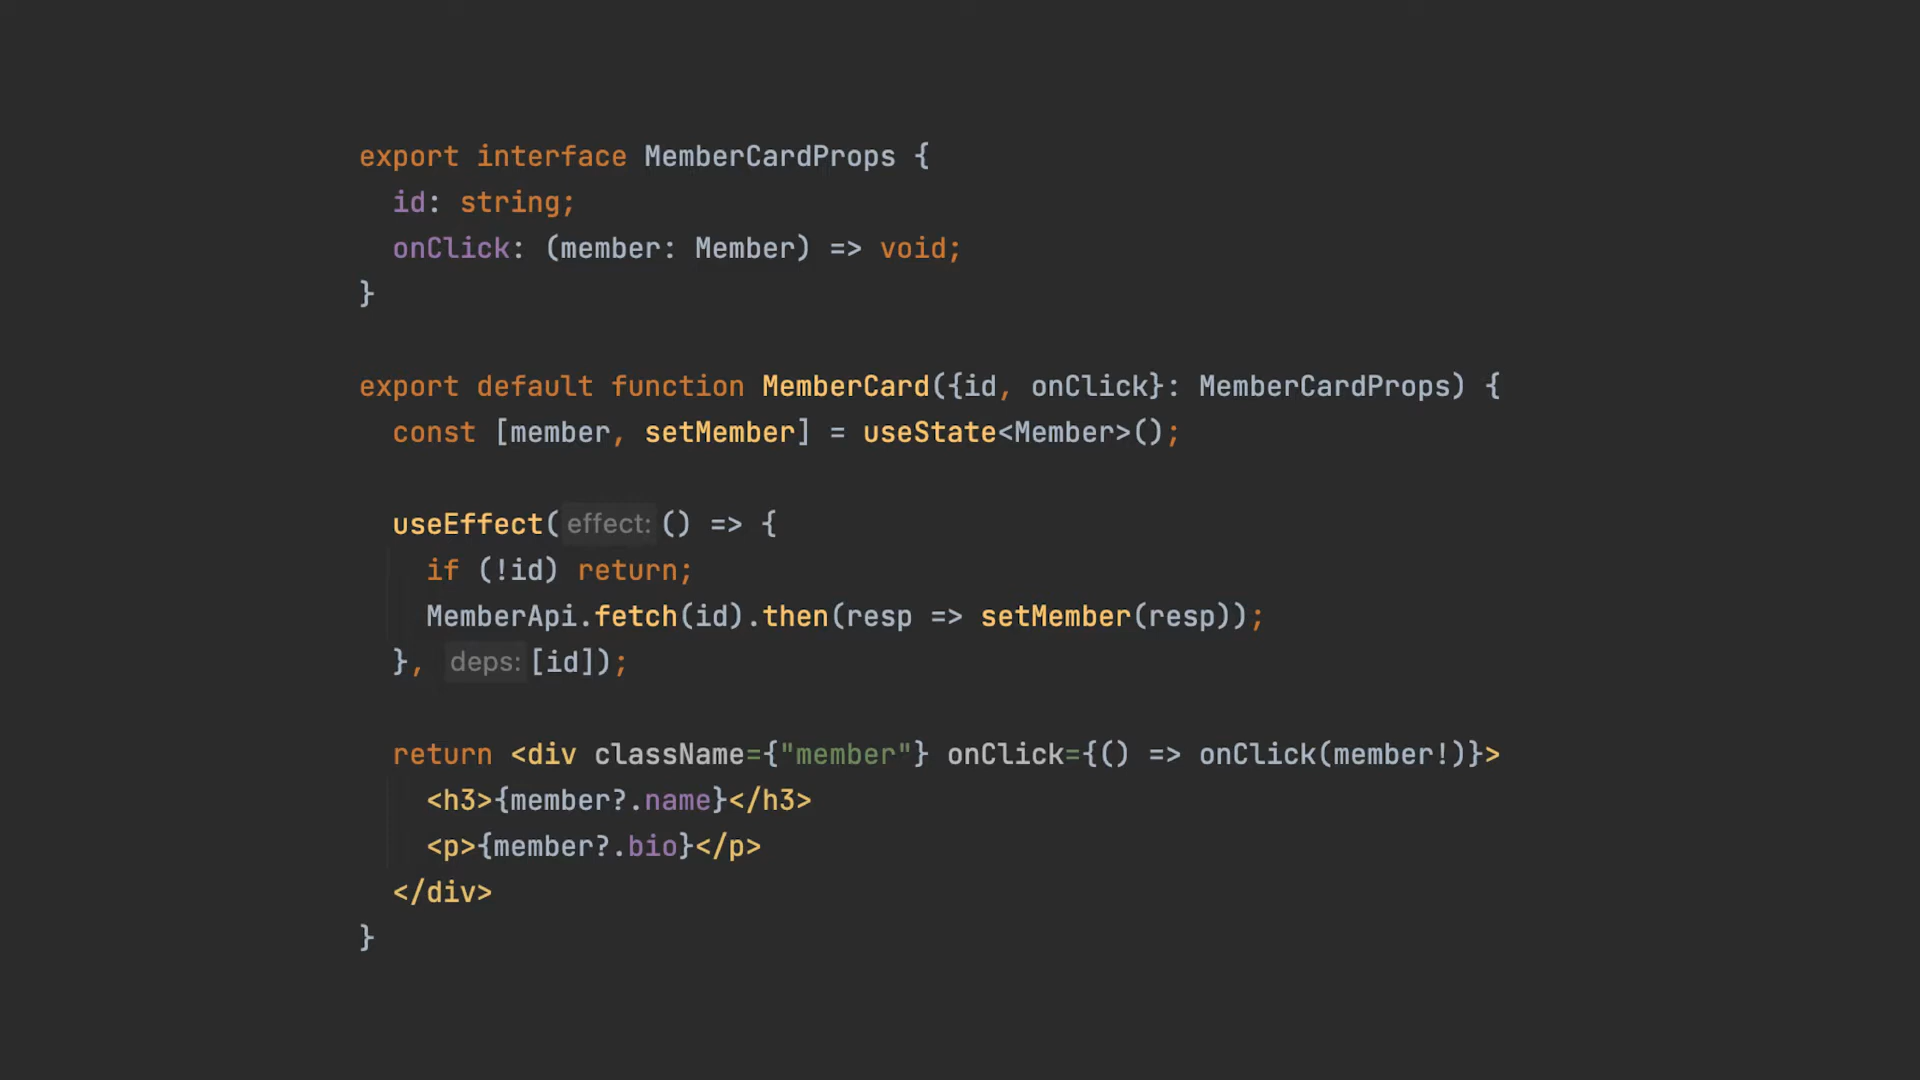 export interface MemberCardProps {
  id: string;
  onClick: (member: Member) => void;
}

export default function MemberCard({id, onClick}: MemberCardProps) {
  const [member, setMember] = useState<Member>();

  useEffect( effect: () => {
    if (!id) return;
    MemberApi.fetch(id).then(resp => setMember(resp));
  }, deps: [id]);

  return <div className={"member"} onClick={() => onClick(member!)}>
    <h3>{member?.name}</h3>
    <p>{member?.bio}</p>
  </div>
}